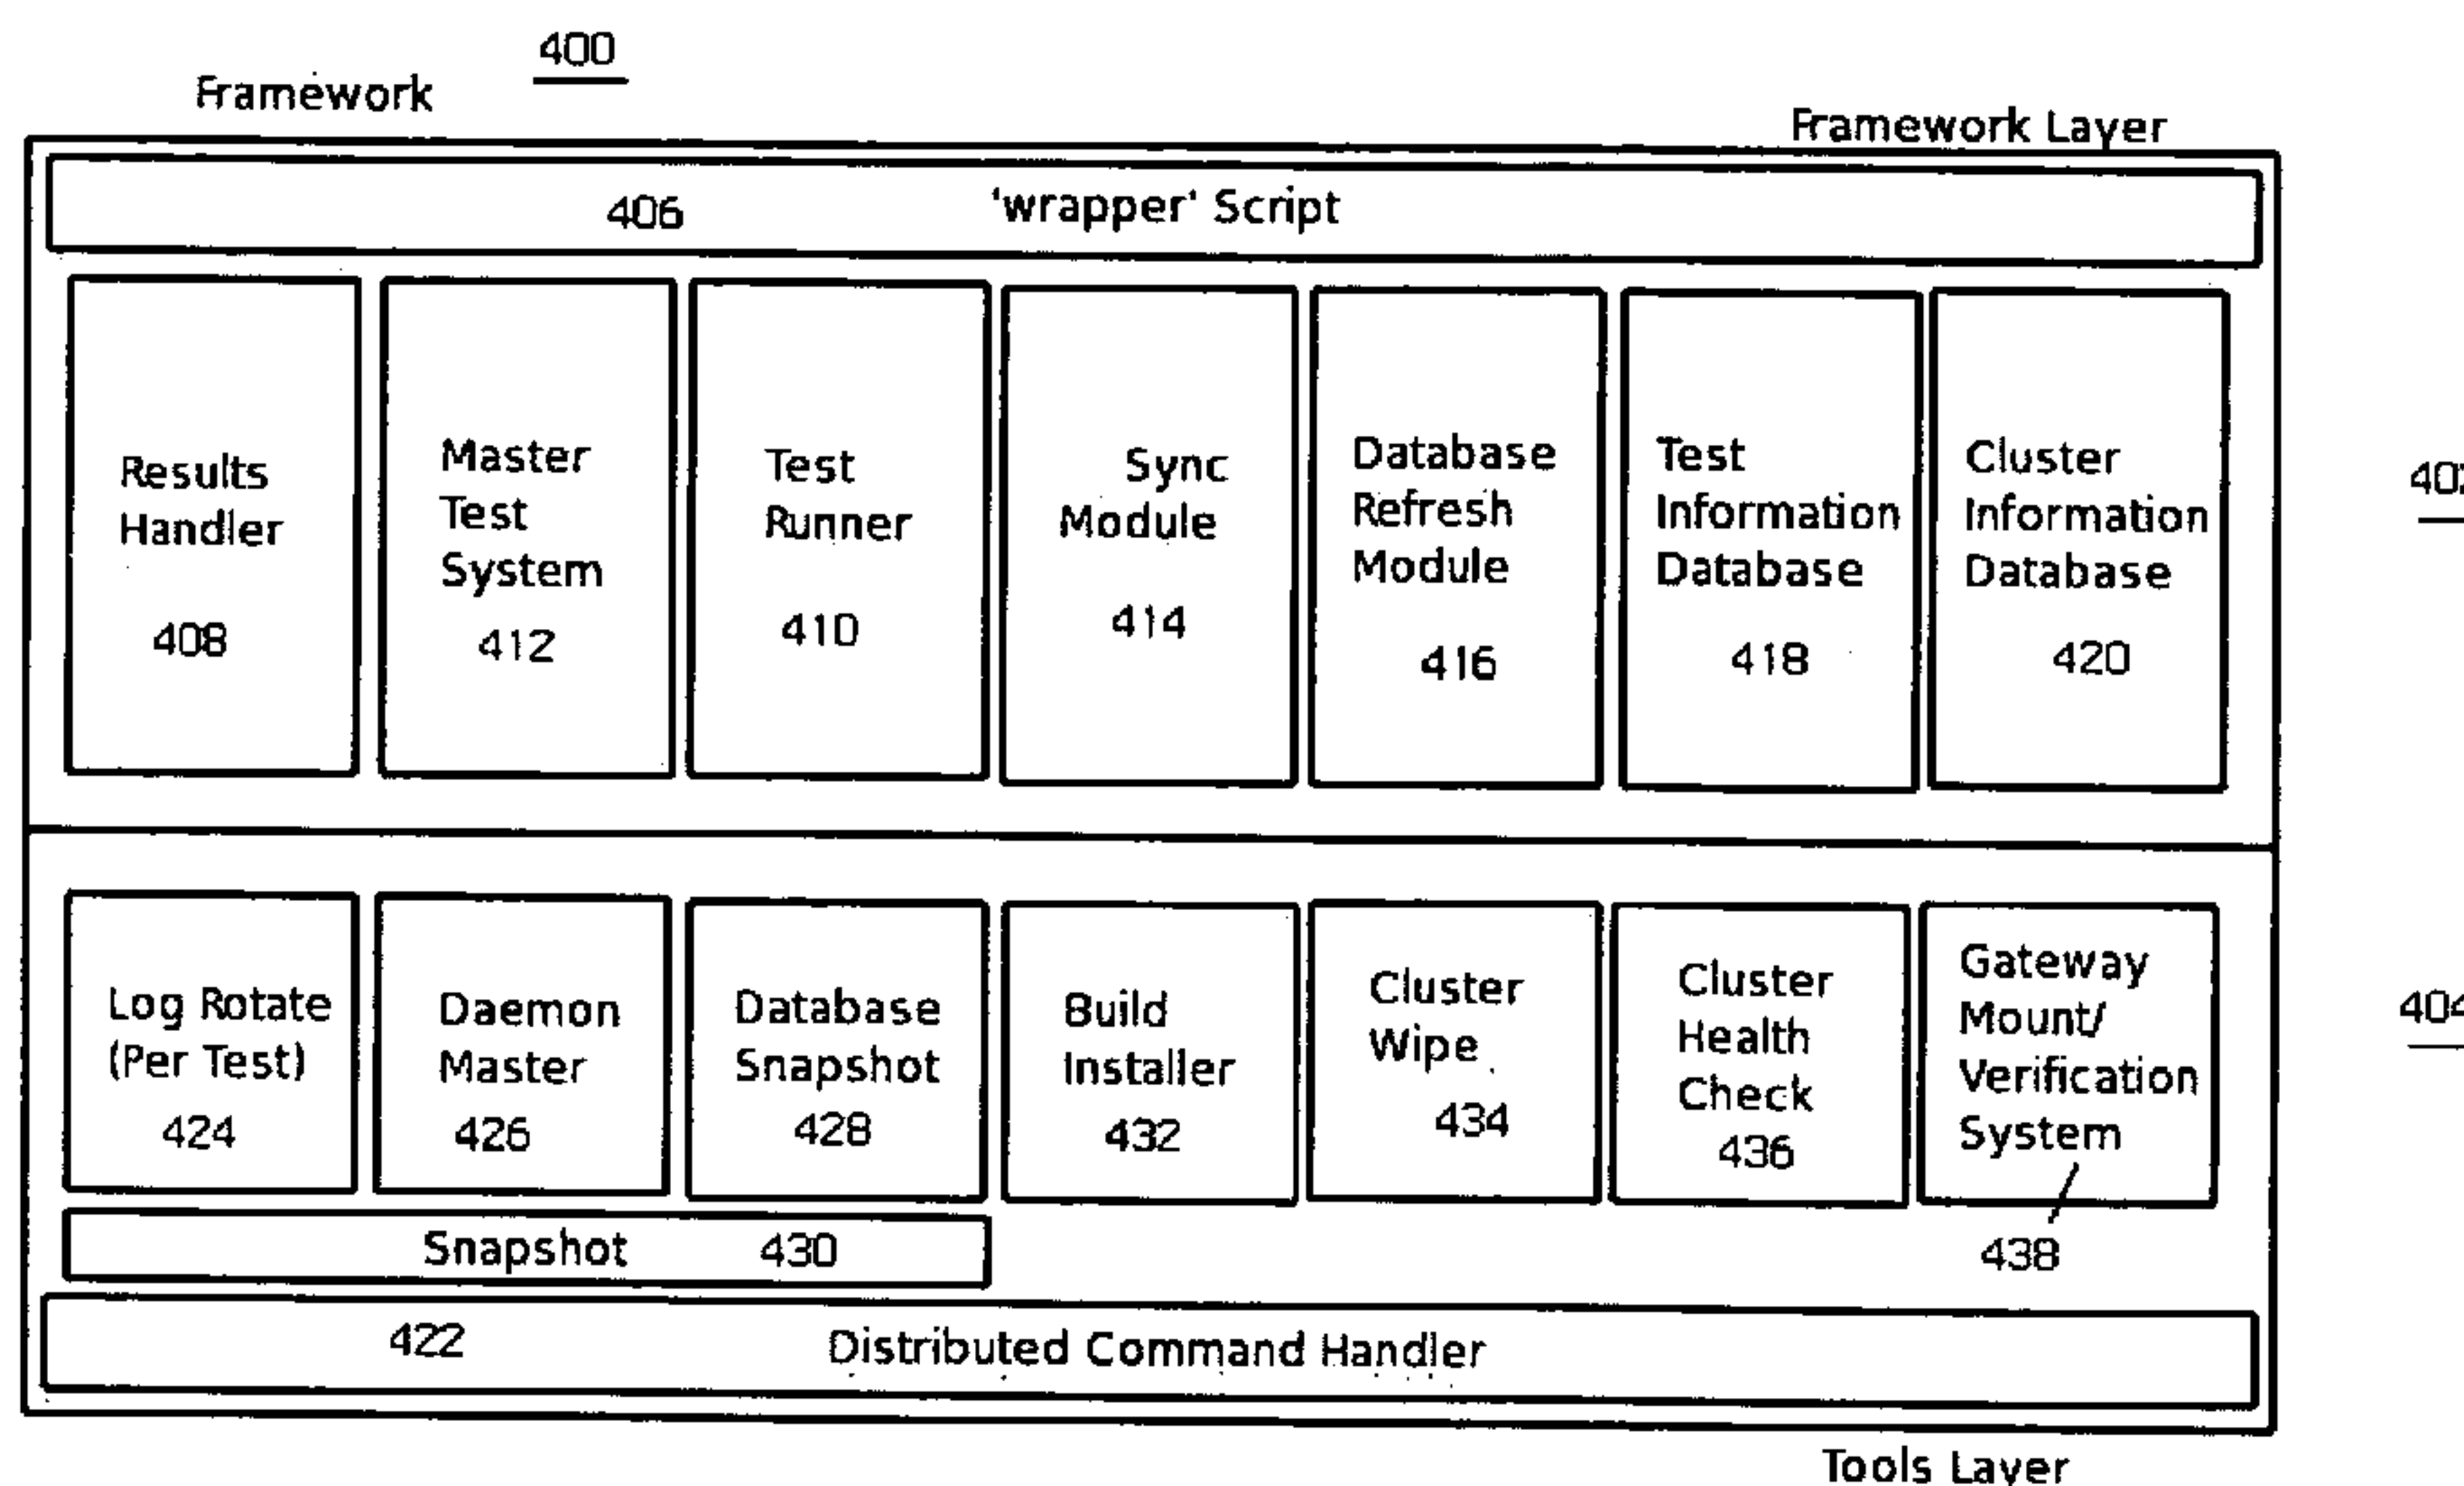 400
Framework
Framework Layer
406 'wrapper' Script
Results
Handler
408
Master
Test
System
412
Test
Runner
410
Sync
Module
414
Database
Refresh
Module
416
Test
Information
Database
418
Cluster
Information
Database
420
Log Rotate
(Per Test)
424
Daemon
Master
426
Database
Snapshot
428
Build
Installer
432
Cluster
Wipe
434
Cluster
Health
Check
436
Gateway
Mount/
Verification
System
438
Snapshot 430
422 Distributed Command Handler
Tools Layer
402
404